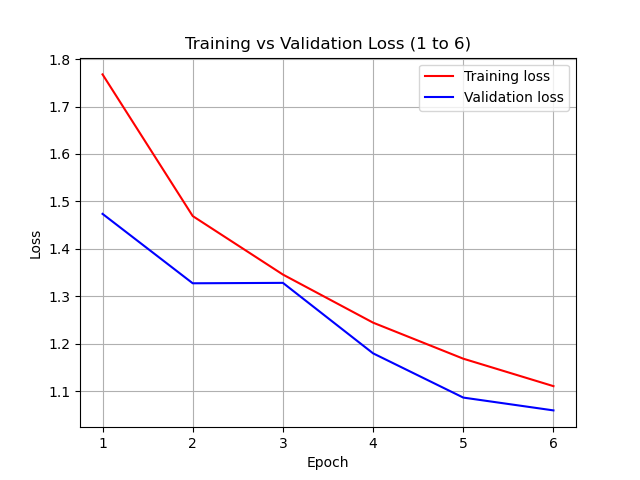 Training vs Validation Loss (1 to 6)
1.8
Training loss
Validation loss
1.7
1.6
1.5
1.4
Loss
1.3
1.2
1.1
1 2 3 4 5 6
Epoch